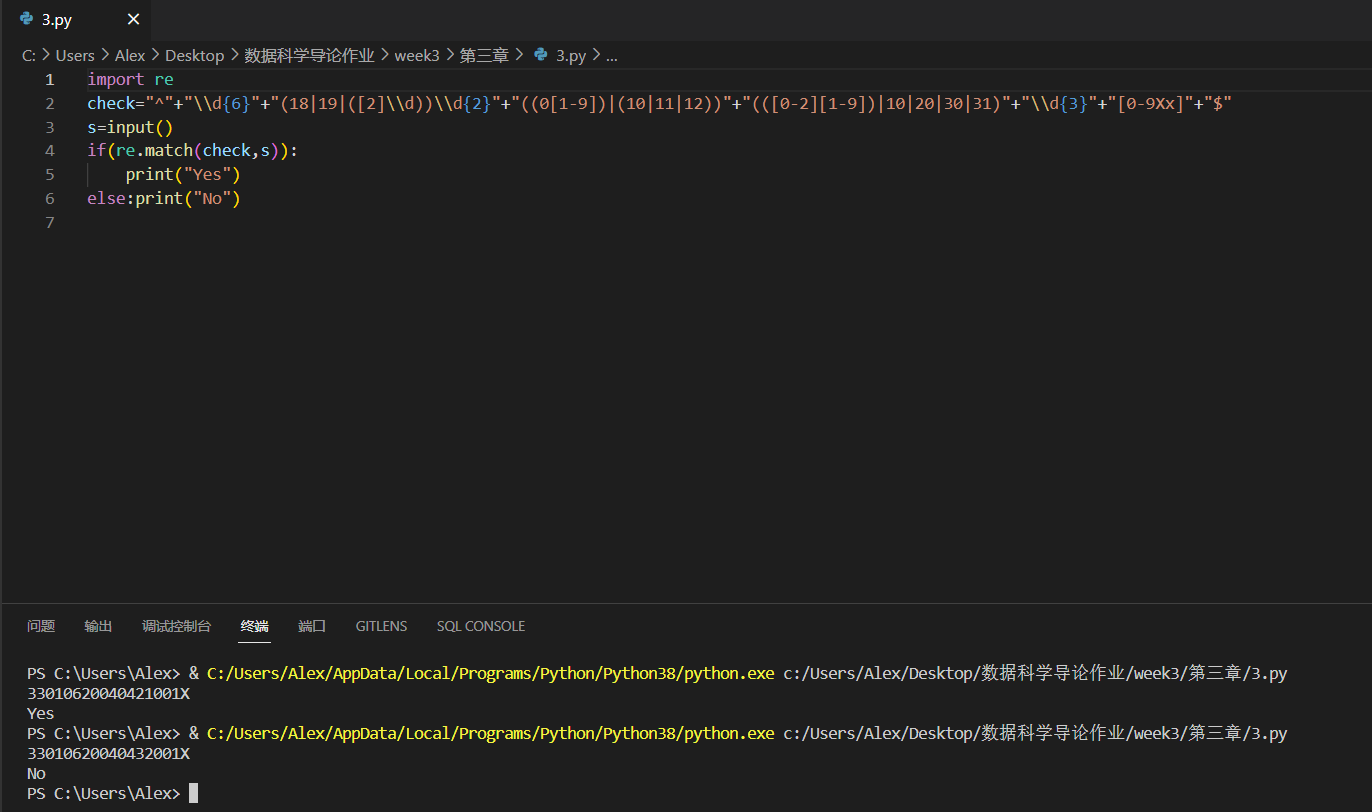 3.py ×
C: > Users > Alex > Desktop > 数据科学导论作业 > week3 > 第三章 > 3.py > ...
1 import re
2 check="^"+"\\d{6}"+"(18|19|([2]\\d))\\d{2}"+"((0[1-9])|(10|11|12))"+"(([0-2][1-9])|10|20|30|31)"+"\\d{3}"+"[0-9Xx]"+"$"
3 s=input()
4 if(re.match(check,s)):
5     print("Yes")
6 else:print("No")
7
问题 输出 调试控制台 终端 端口 GITLENS SQL CONSOLE
PS C:\Users\Alex> & C:/Users/Alex/AppData/Local/Programs/Python/Python38/python.exe c:/Users/Alex/Desktop/数据科学导论作业/week3/第三章/3.py
33010620040421001X
Yes
PS C:\Users\Alex> & C:/Users/Alex/AppData/Local/Programs/Python/Python38/python.exe c:/Users/Alex/Desktop/数据科学导论作业/week3/第三章/3.py
33010620040432001X
No
PS C:\Users\Alex>